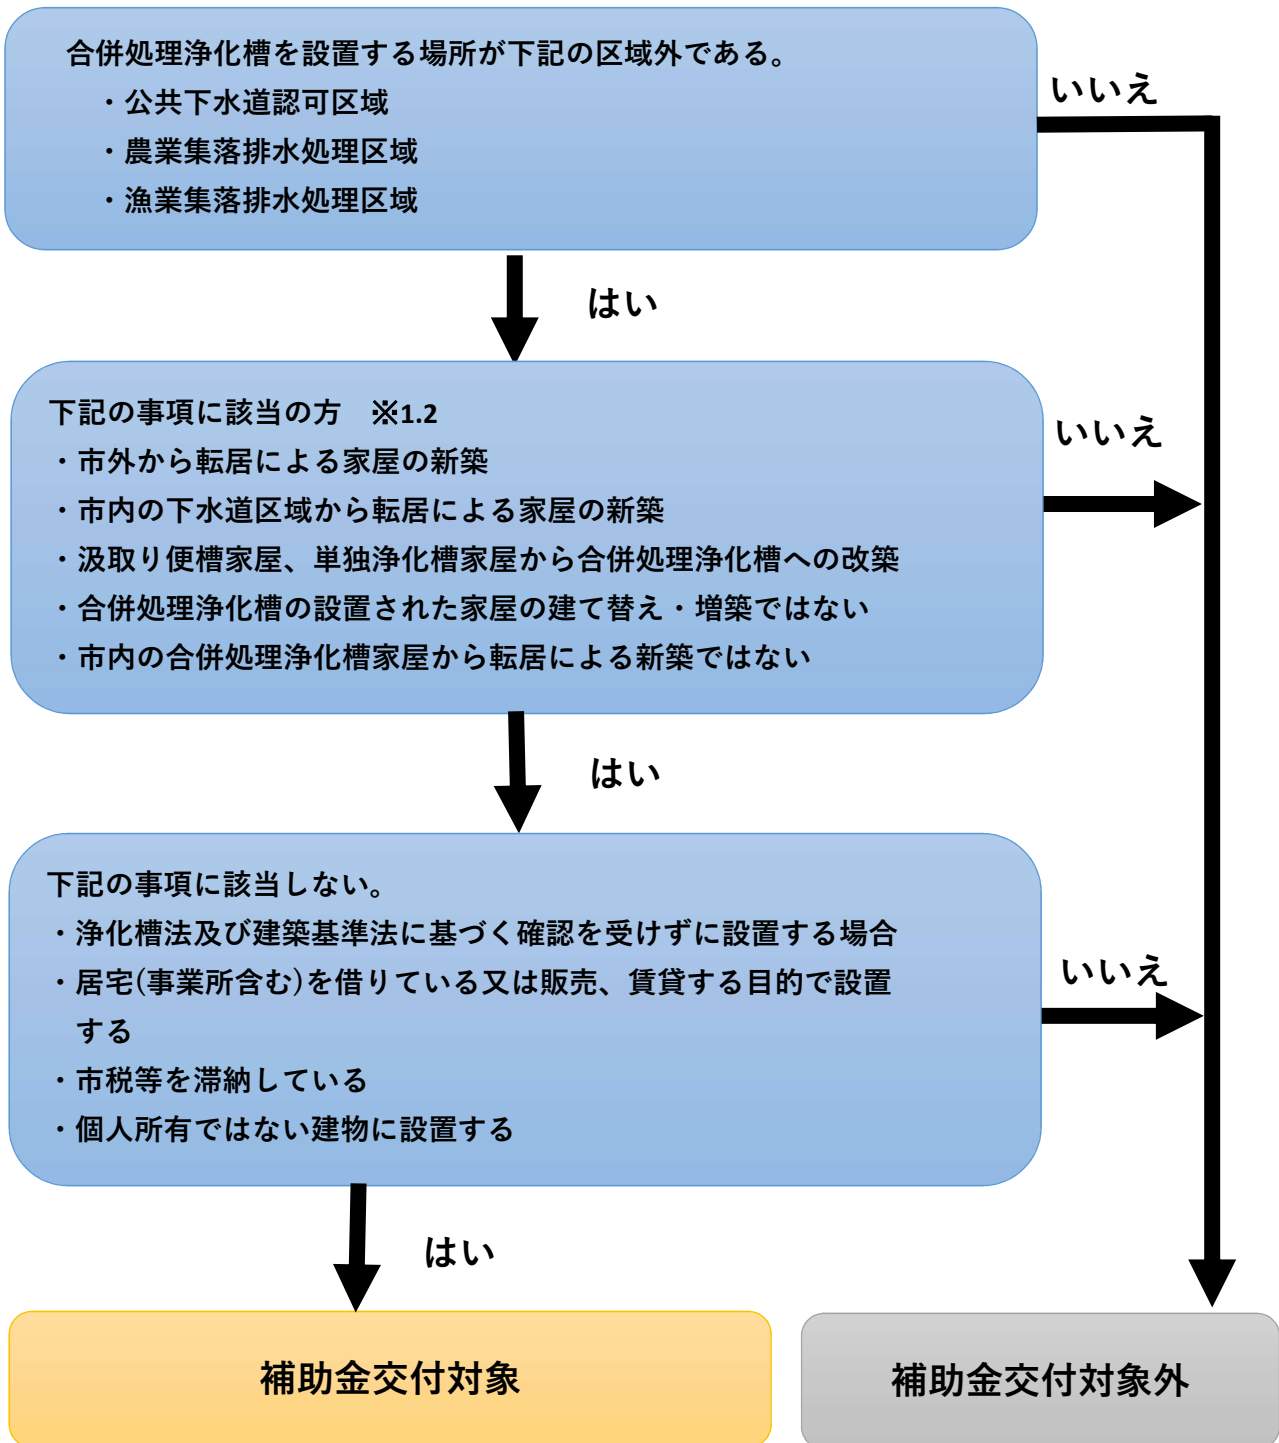 合併処理浄化槽を設置する場所が下記の区域外である。
・公共下水道認可区域
・農業集落排水処理区域
・漁業集落排水処理区域
いいえ
はい
下記の事項に該当の方　※1.2
・市外から転居による家屋の新築
・市内の下水道区域から転居による家屋の新築
・汲取り便槽家屋、単独浄化槽家屋から合併処理浄化槽への改築
・合併処理浄化槽の設置された家屋の建て替え・増築ではない
・市内の合併処理浄化槽家屋から転居による新築ではない
いいえ
はい
下記の事項に該当しない。
・浄化槽法及び建築基準法に基づく確認を受けずに設置する場合
・居宅(事業所含む)を借りている又は販売、賃貸する目的で設置
する
・市税等を滞納している
・個人所有ではない建物に設置する
いいえ
はい
補助金交付対象
補助金交付対象外